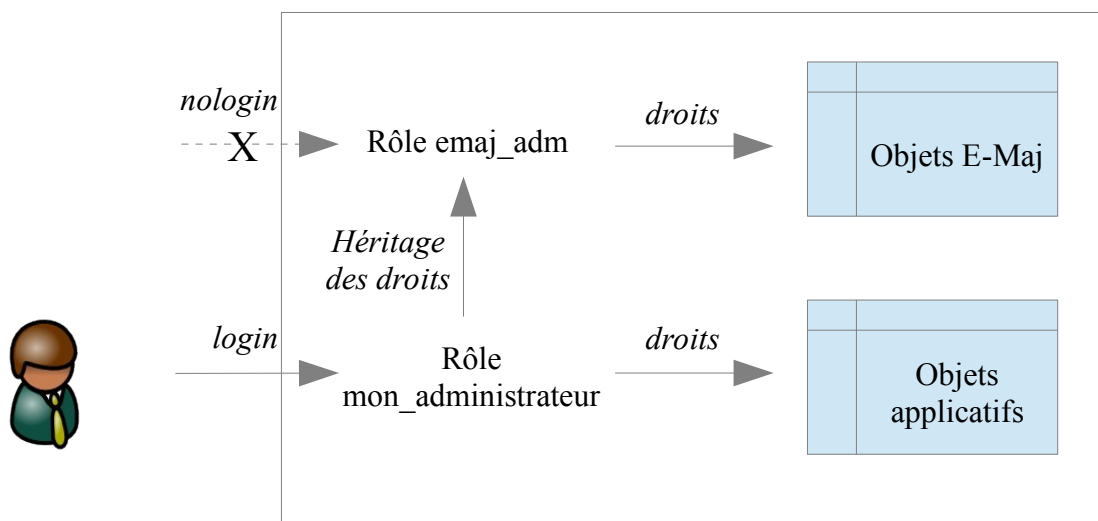 nologin
X
Rôle emaj_adm
droits
Objets E-Maj
Héritage
des droits
login
Rôle
mon_administrateur
droits
Objets
applicatifs